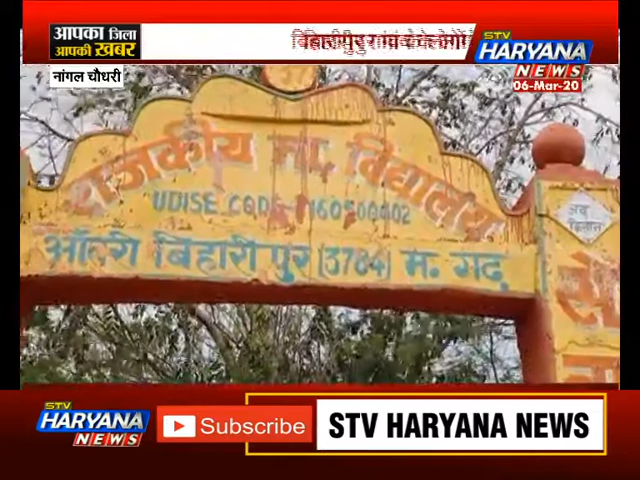 आपका जिला
आपकी खबर
STV
HARYANA
NEWS
नांगल चौधरी
06-Mar-20
राजकीय मा. विद्यालय
UDISE CODE
ऑटरी बिहारीपुर (3784) म. गढ़
STV
HARYANA
NEWS
Subscribe
STV HARYANA NEWS